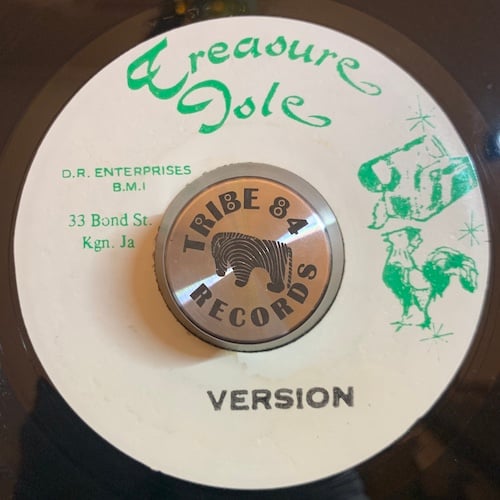 Treasure
Isle
D.R. ENTERPRISES
B.M.I
33 Bond St.
Kgn. Ja
TRIBE 84
RECORDS
VERSION